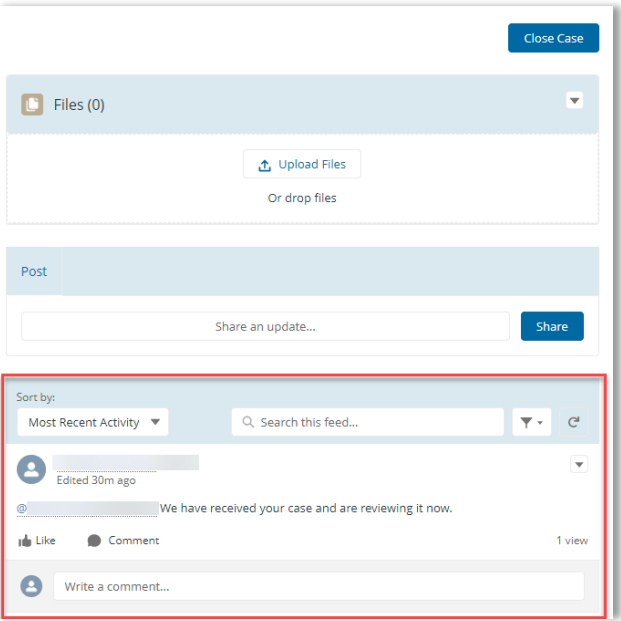 Close Case
Files (0)
Upload Files
Or drop files
Post
Share an update...
Share
Sort by:
Most Recent Activity
Search this feed...
Edited 30m ago
@ We have received your case and are reviewing it now.
Like
Comment
1 view
Write a comment...